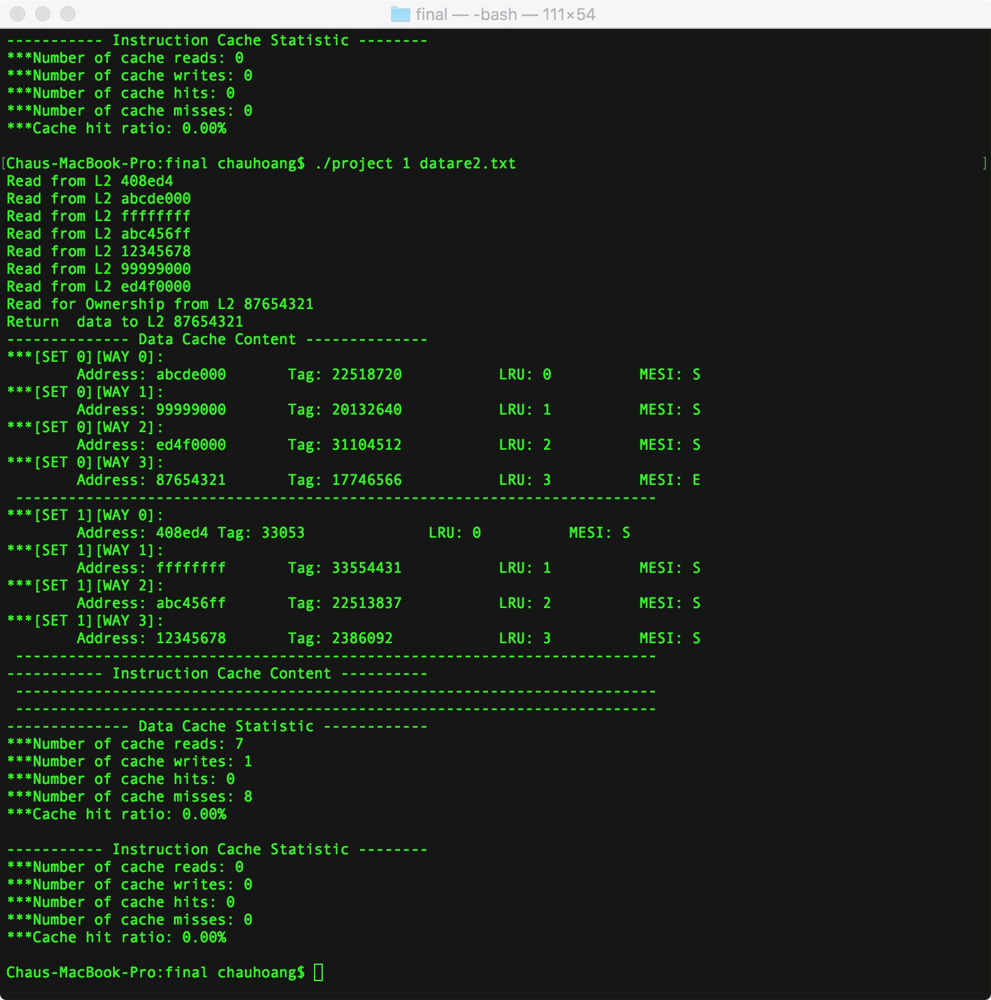 final — -bash — 111×54
----------- Instruction Cache Statistic --------
***Number of cache reads: 0
***Number of cache writes: 0
***Number of cache hits: 0
***Number of cache misses: 0
***Cache hit ratio: 0.00%
[Chaus-MacBook-Pro:final chauhoang$ ./project 1 datare2.txt ]
Read from L2 408ed4
Read from L2 abcde000
Read from L2 ffffffff
Read from L2 abc456ff
Read from L2 12345678
Read from L2 99999000
Read from L2 ed4f0000
Read for Ownership from L2 87654321
Return  data to L2 87654321
-------------- Data Cache Content --------------
***[SET 0][WAY 0]:
Address: abcde000 Tag: 22518720 LRU: 0 MESI: S
***[SET 0][WAY 1]:
Address: 99999000 Tag: 20132640 LRU: 1 MESI: S
***[SET 0][WAY 2]:
Address: ed4f0000 Tag: 31104512 LRU: 2 MESI: S
***[SET 0][WAY 3]:
Address: 87654321 Tag: 17746566 LRU: 3 MESI: E
-------------------------------------------------------------------------
***[SET 1][WAY 0]:
Address: 408ed4 Tag: 33053 LRU: 0 MESI: S
***[SET 1][WAY 1]:
Address: ffffffff Tag: 33554431 LRU: 1 MESI: S
***[SET 1][WAY 2]:
Address: abc456ff Tag: 22513837 LRU: 2 MESI: S
***[SET 1][WAY 3]:
Address: 12345678 Tag: 2386092 LRU: 3 MESI: S
-------------------------------------------------------------------------
----------- Instruction Cache Content ----------
-------------------------------------------------------------------------
-------------------------------------------------------------------------
-------------- Data Cache Statistic ------------
***Number of cache reads: 7
***Number of cache writes: 1
***Number of cache hits: 0
***Number of cache misses: 8
***Cache hit ratio: 0.00%
----------- Instruction Cache Statistic --------
***Number of cache reads: 0
***Number of cache writes: 0
***Number of cache hits: 0
***Number of cache misses: 0
***Cache hit ratio: 0.00%
Chaus-MacBook-Pro:final chauhoang$